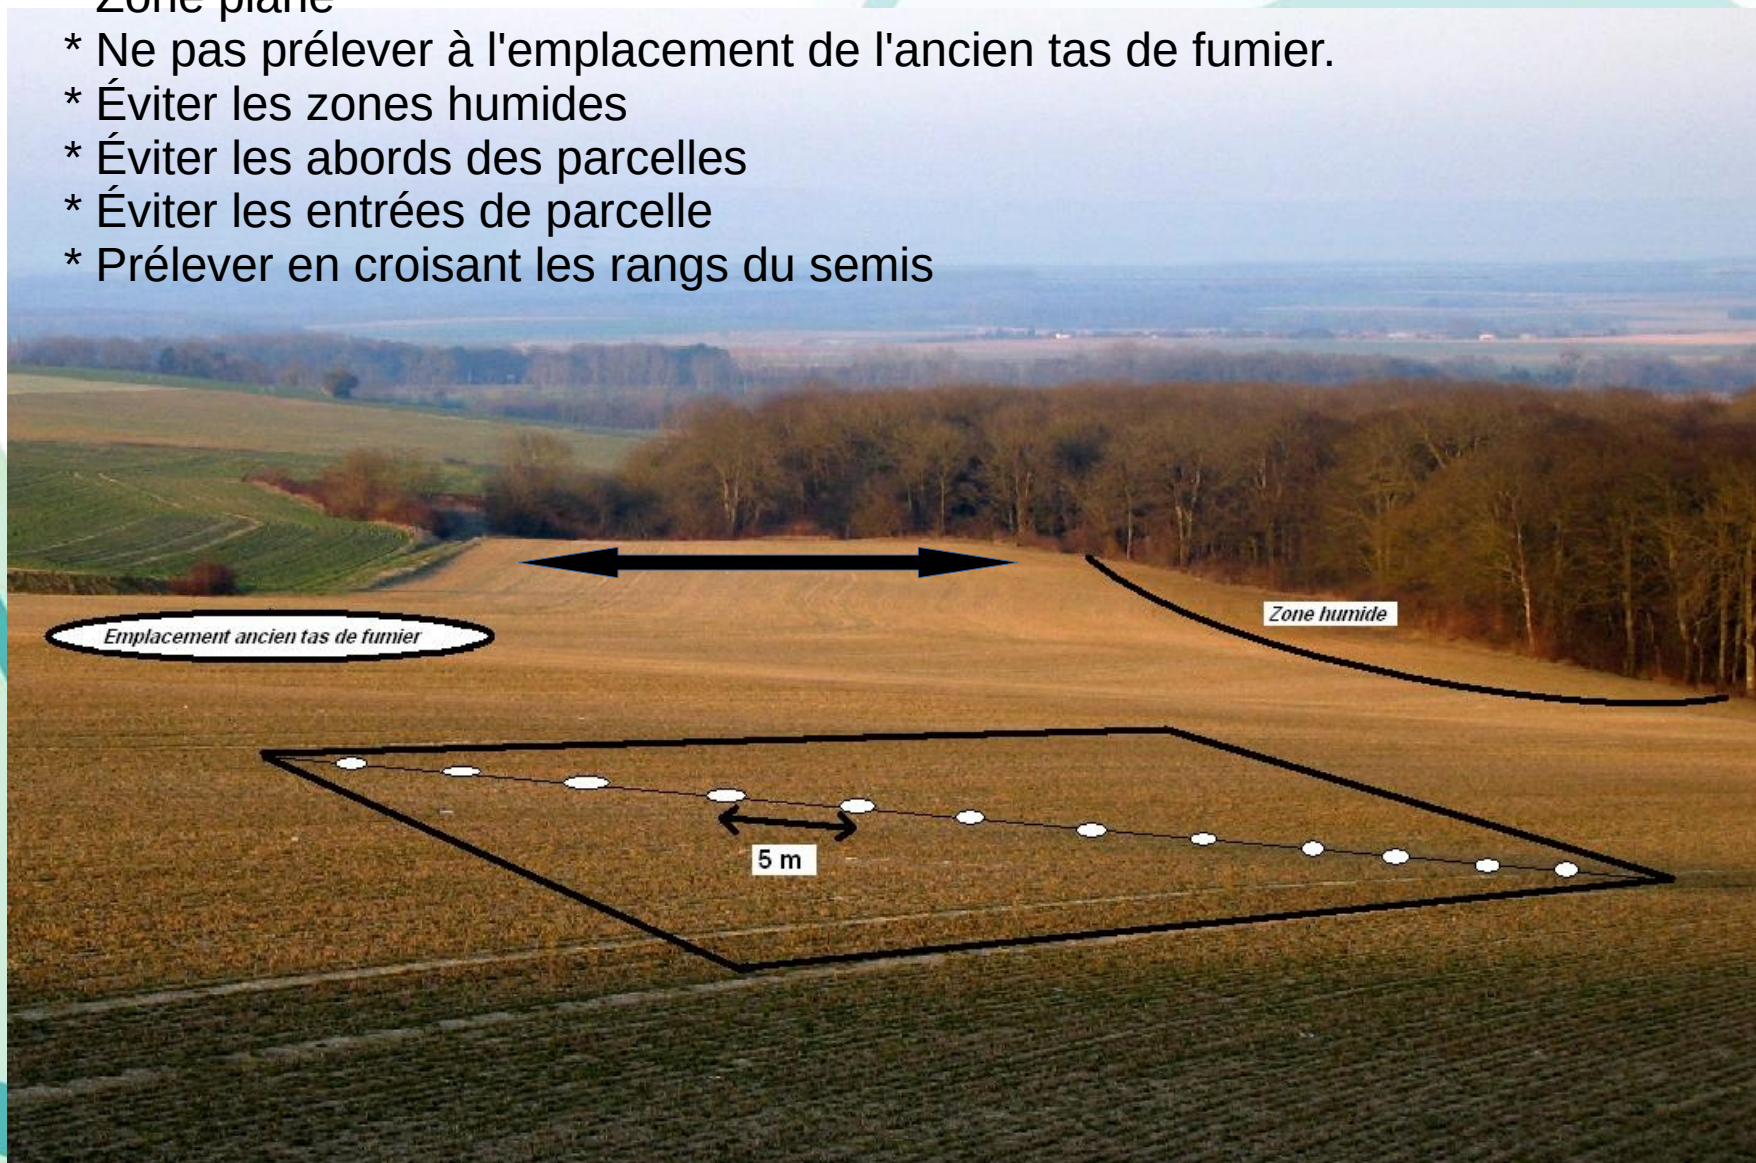 Zone plane
* Ne pas prélever à l'emplacement de l'ancien tas de fumier.
* Éviter les zones humides
* Éviter les abords des parcelles
* Éviter les entrées de parcelle
* Prélever en croisant les rangs du semis
Zone humide
Emplacement ancien tas de fumier
5 m